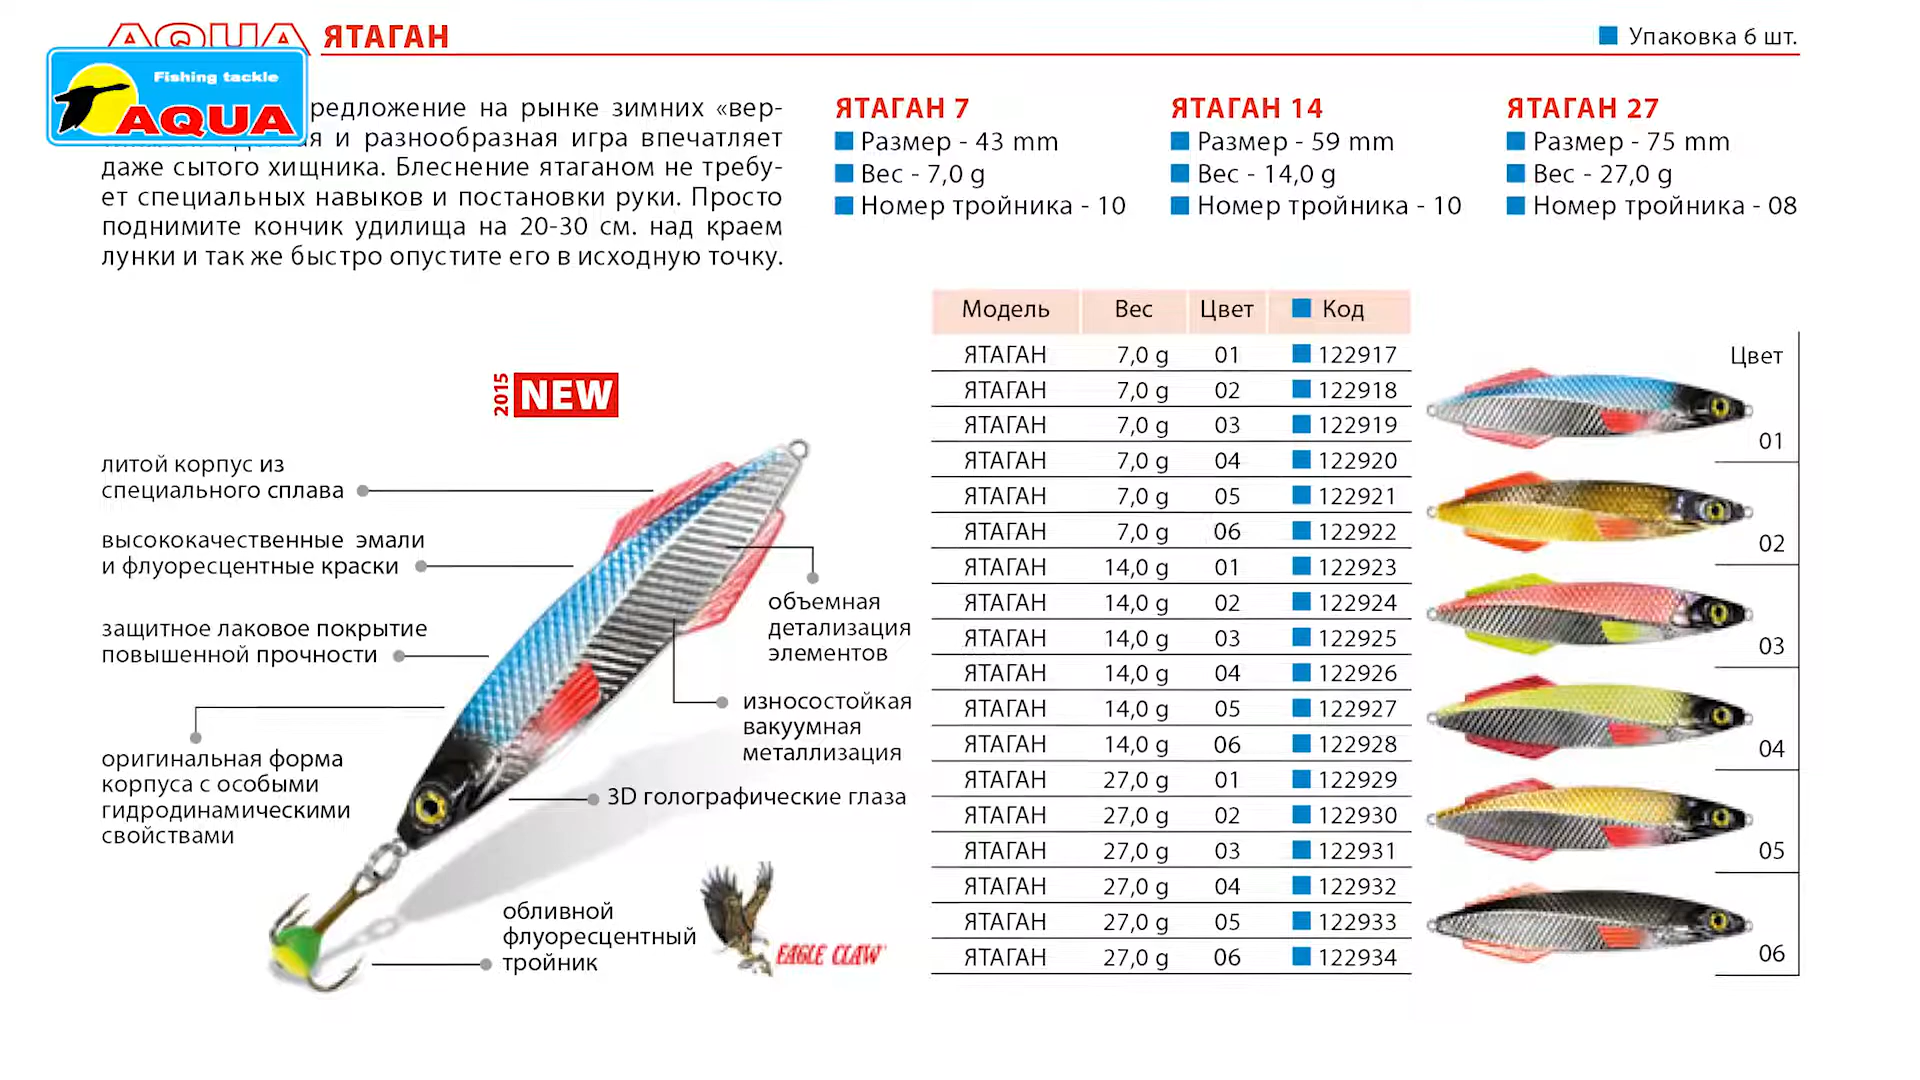 AQUA ЯТАГАН
Упаковка 6 шт.
Fishing tackle
AQUA
на рынке зимних «вер-
и разнообразная игра впечатляет
даже сытого хищника. Блеснение ятаганом не требу-
ет специальных навыков и постановки руки. Просто
поднимите кончик удилища на 20-30 см. над краем
лунки и так же быстро опустите его в исходную точку.
ЯТАГАН 7
Размер - 43 mm
Вес - 7,0 g
Номер тройника - 10
ЯТАГАН 14
Размер - 59 mm
Вес - 14,0 g
Номер тройника - 10
ЯТАГАН 27
Размер - 75 mm
Вес - 27,0 g
Номер тройника - 08
2015 NEW
литой корпус из
специального сплава
высококачественные эмали
и флуоресцентные краски
защитное лаковое покрытие
повышенной прочности
оригинальная форма
корпуса с особыми
гидродинамическими
свойствами
объемная
детализация
элементов
износостойкая
вакуумная
металлизация
3D голографические глаза
обливной
флуоресцентный
тройник
EAGLE CLAW
Модель Вес Цвет Код
ЯТАГАН 7,0 g 01 122917
ЯТАГАН 7,0 g 02 122918
ЯТАГАН 7,0 g 03 122919
ЯТАГАН 7,0 g 04 122920
ЯТАГАН 7,0 g 05 122921
ЯТАГАН 7,0 g 06 122922
ЯТАГАН 14,0 g 01 122923
ЯТАГАН 14,0 g 02 122924
ЯТАГАН 14,0 g 03 122925
ЯТАГАН 14,0 g 04 122926
ЯТАГАН 14,0 g 05 122927
ЯТАГАН 14,0 g 06 122928
ЯТАГАН 27,0 g 01 122929
ЯТАГАН 27,0 g 02 122930
ЯТАГАН 27,0 g 03 122931
ЯТАГАН 27,0 g 04 122932
ЯТАГАН 27,0 g 05 122933
ЯТАГАН 27,0 g 06 122934
Цвет
01
02
03
04
05
06